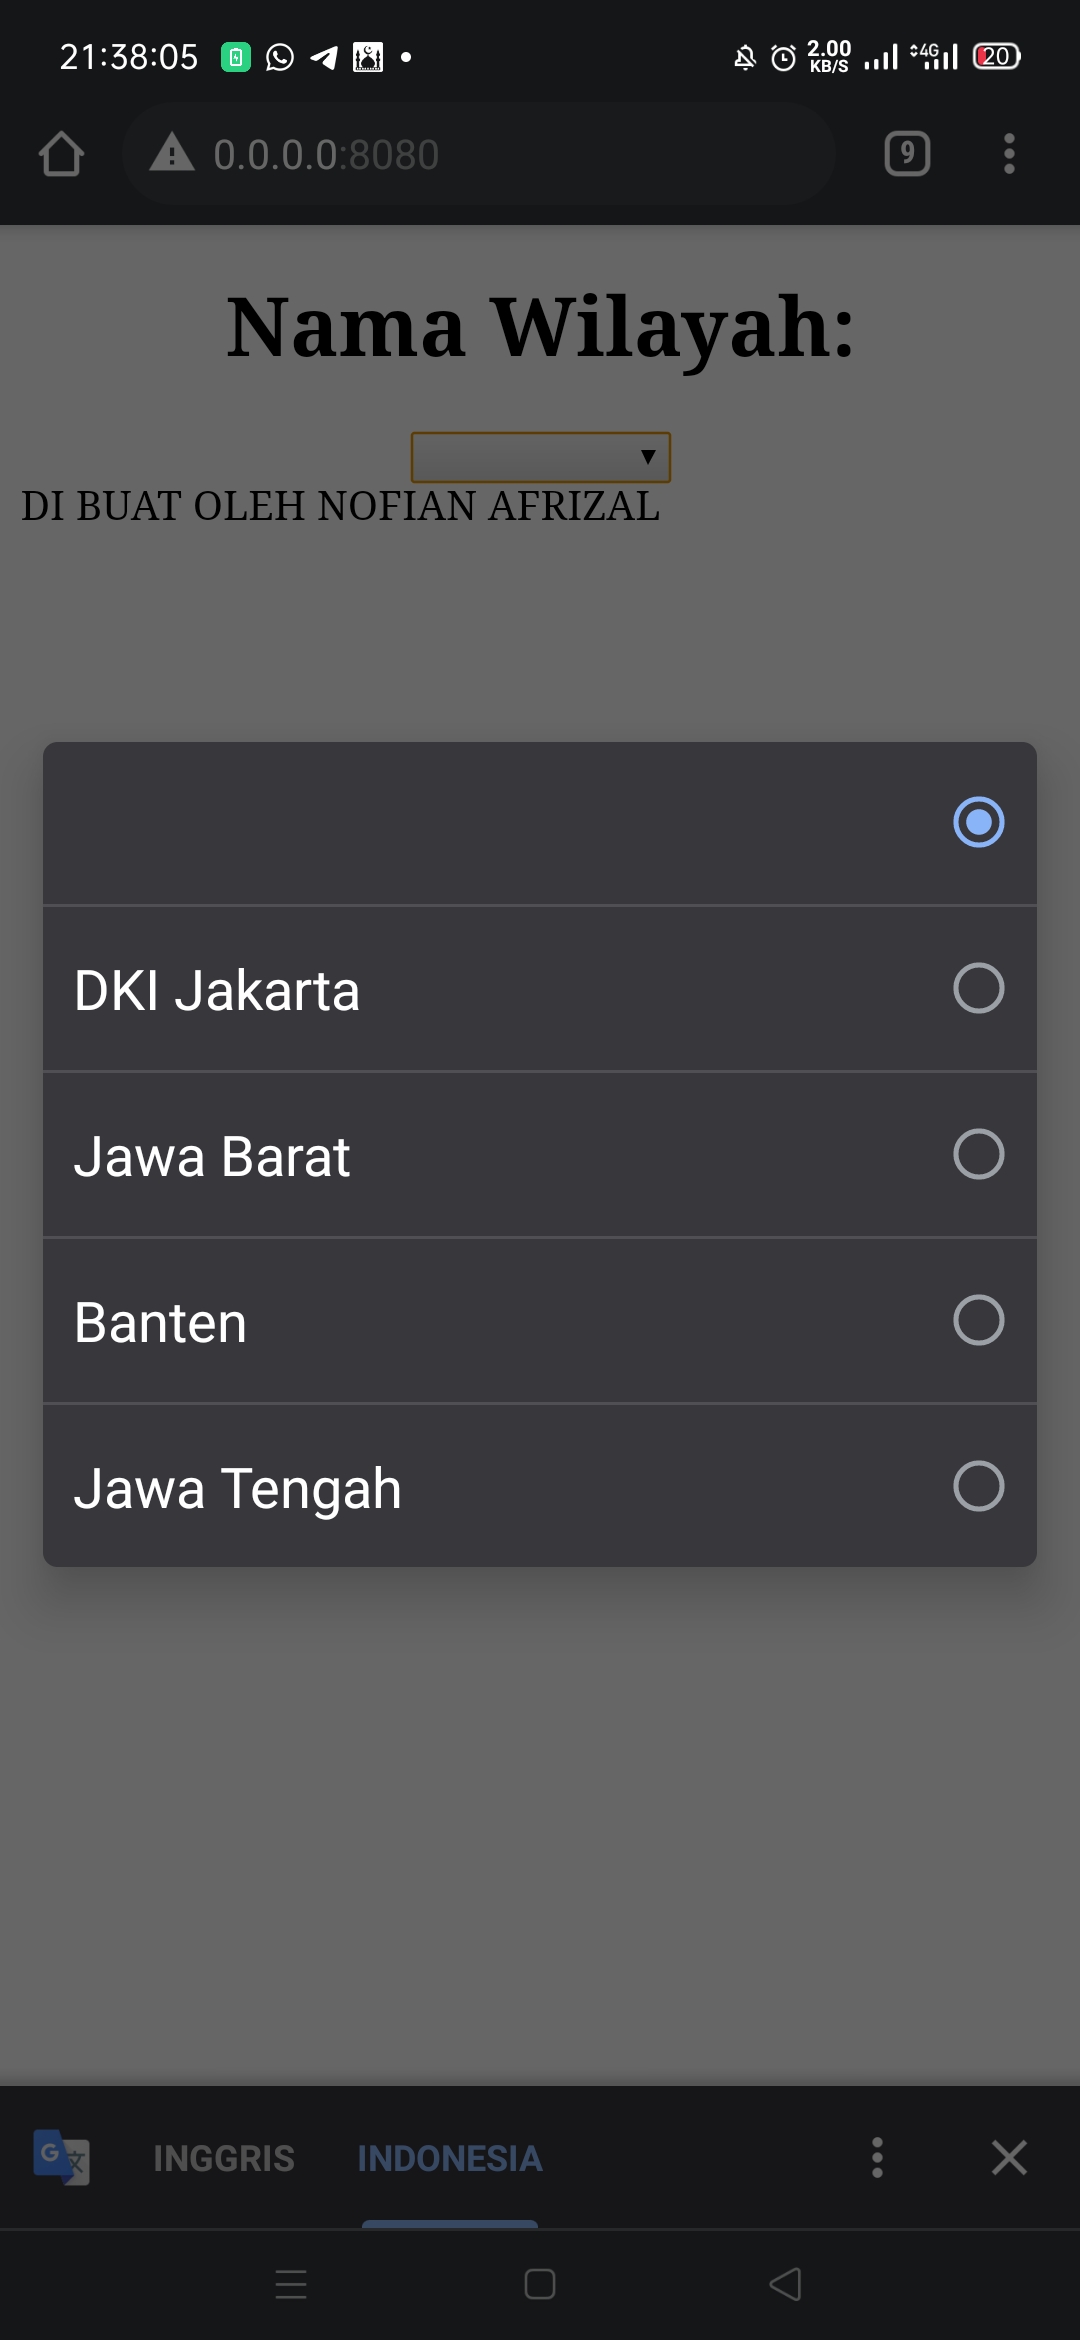 21:38:05
2.00
KB/S
4G
20
0.0.0.0:8080
9
Nama Wilayah:
DI BUAT OLEH NOFIAN AFRIZAL
DKI Jakarta
Jawa Barat
Banten
Jawa Tengah
G 文
INGGRIS
INDONESIA